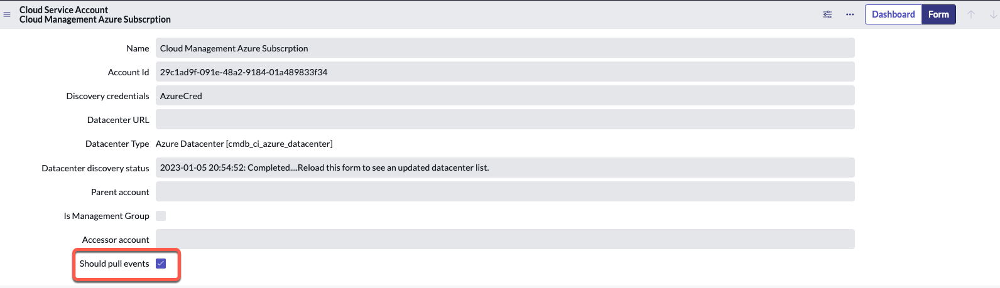 Cloud Service Account
Cloud Management Azure Subscrption
Dashboard Form
Name Cloud Management Azure Subscrption
Account Id 29c1ad9f-091e-48a2-9184-01a489833f34
Discovery credentials AzureCred
Datacenter URL
Datacenter Type Azure Datacenter [cmdb_ci_azure_datacenter]
Datacenter discovery status 2023-01-05 20:54:52: Completed....Reload this form to see an updated datacenter list.
Parent account
Is Management Group
Accessor account
Should pull events